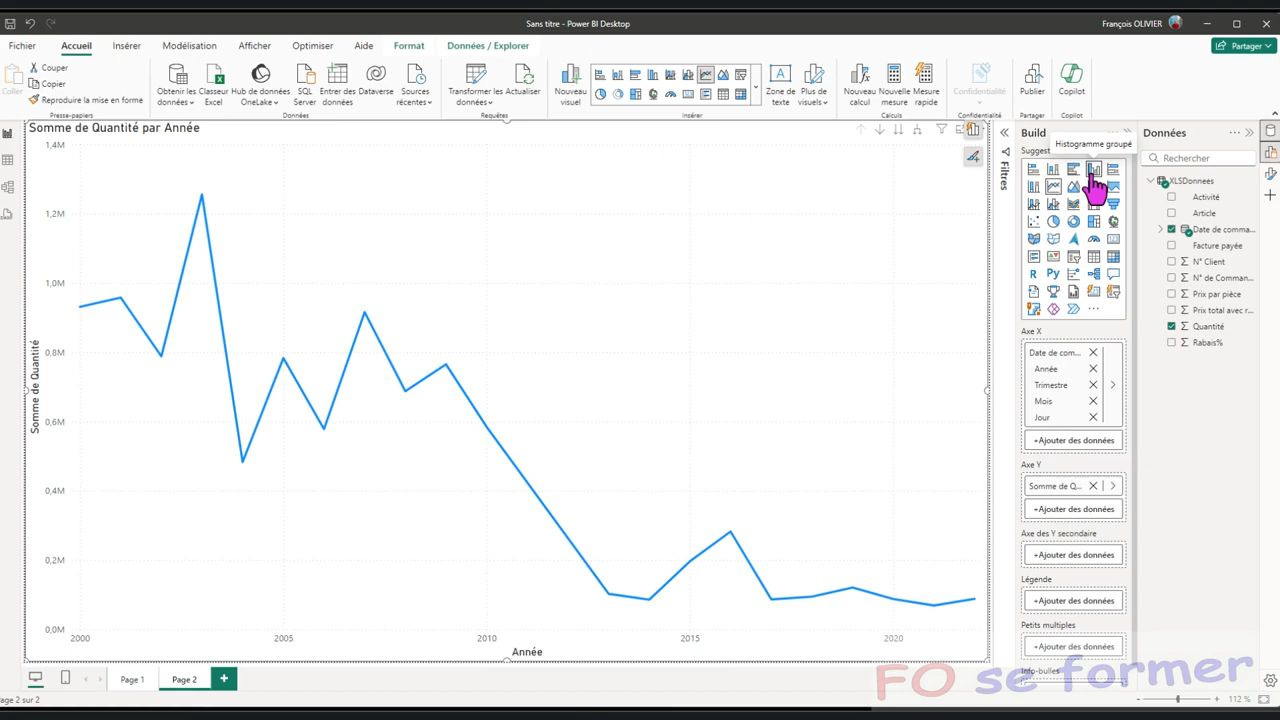 Sans titre - Power BI Desktop
François OLIVIER
Fichier
Accueil
Insérer
Modélisation
Afficher
Optimiser
Aide
Format
Données / Explorer
Partager
Coller
Couper
Copier
Reproduire la mise en forme
Presse-papiers
Obtenir les données
Classeur Excel
Hub de données OneLake
SQL Server
Entrer des données
Dataverse
Sources récentes
Données
Transformer les données
Actualiser
Requêtes
Nouveau visuel
Zone de texte
Plus de visuels
Insérer
Nouveau calcul
Nouvelle mesure
Mesure rapide
Calculs
Confidentialité
Confidentialité
Publier
Partager
Copilot
Copilot
Somme de Quantité par Année
1,4M
1,2M
1,0M
0,8M
0,6M
0,4M
0,2M
0,0M
Somme de Quantité
2000
2005
2010
2015
2020
Année
Filtres
Build
Suggest
Histogramme groupé
R
Py
Axe X
Date de com...
Année
Trimestre
Mois
Jour
+Ajouter des données
Axe Y
Somme de Q...
+Ajouter des données
Axe des Y secondaire
+Ajouter des données
Légende
+Ajouter des données
Petits multiples
+Ajouter des données
Info-bulles
Données
Rechercher
XLSDonnees
Activité
Article
Date de comma...
Facture payée
N° Client
N° de Comman...
Prix par pièce
Prix total avec r...
Quantité
Rabais%
Page 1
Page 2
Page 2 sur 2
112 %
FO se former